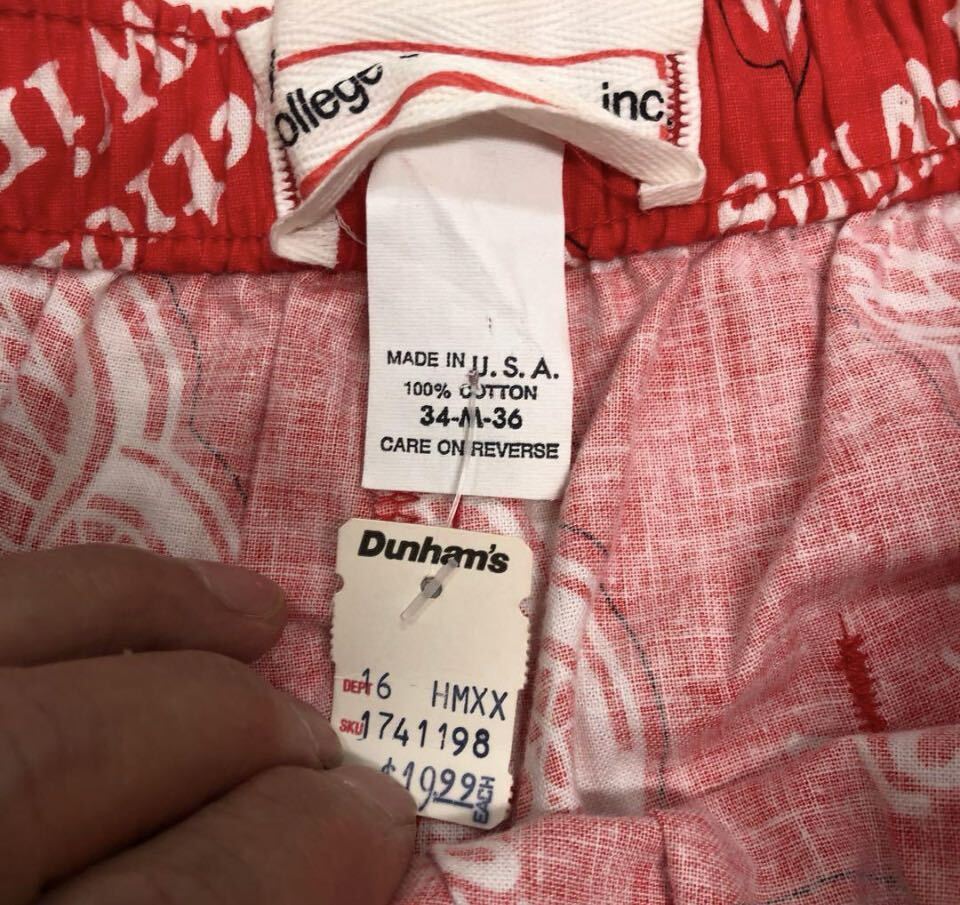 ollege
inc.
MADE IN U. S. A.
100% COTTON
34-M-36
CARE ON REVERSE
Dunham's
DEPT 16 HMXX
SKU 1741198
$19.99 EACH